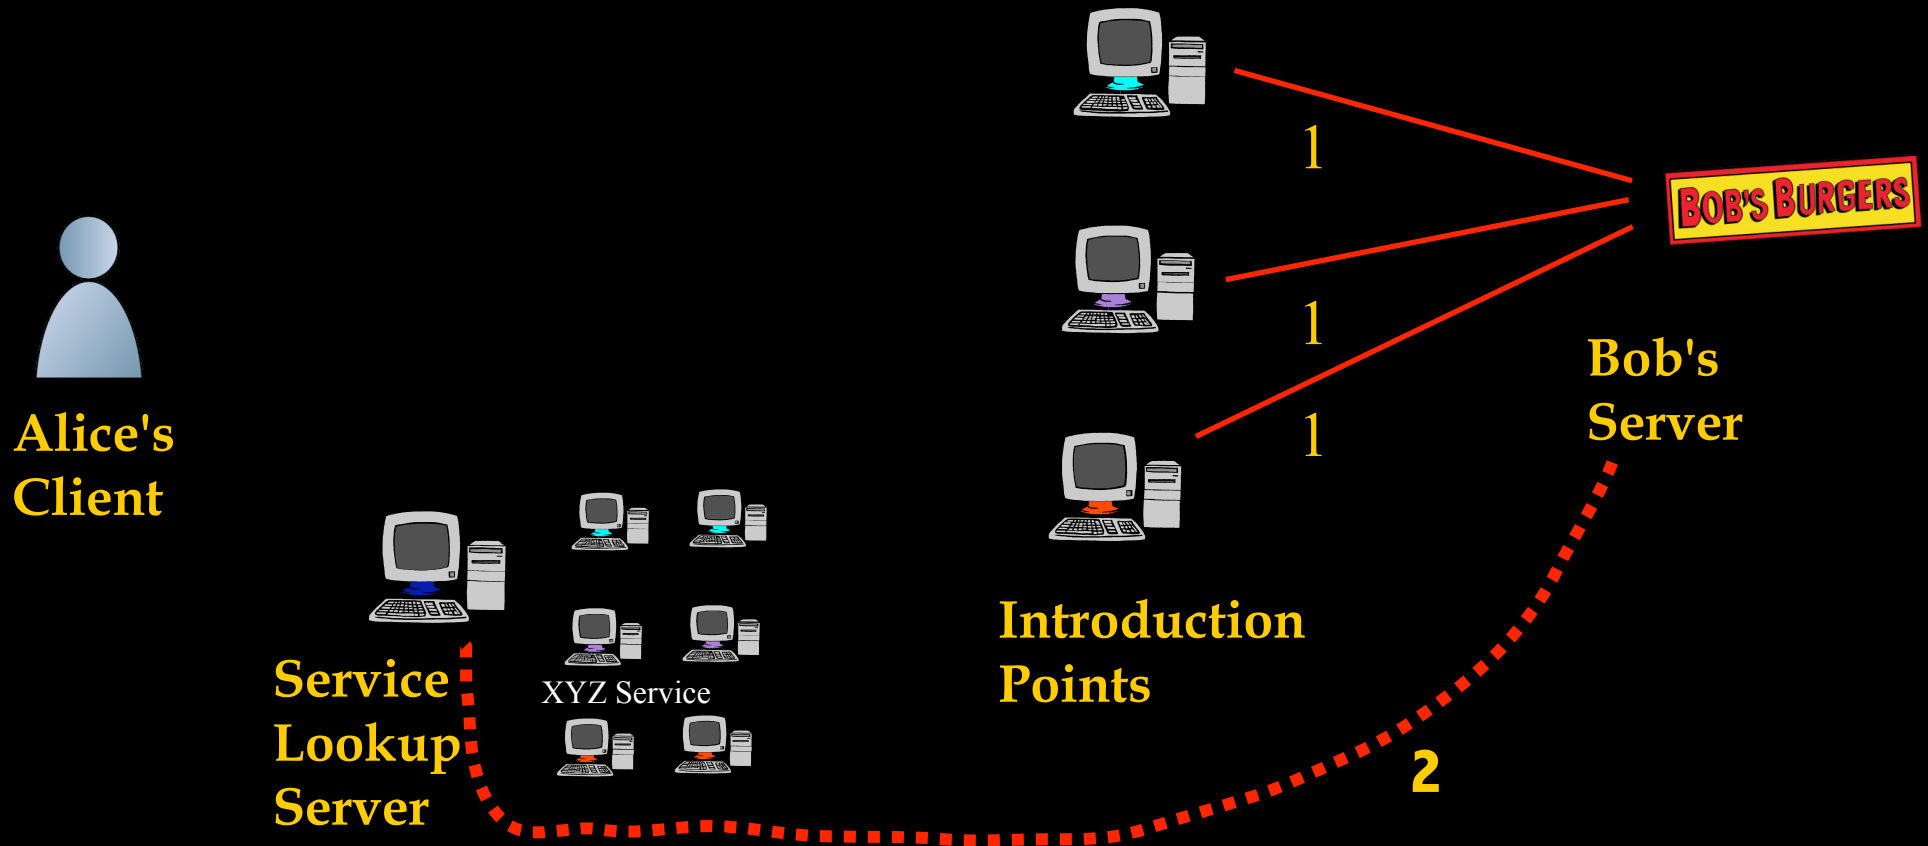 1
BOB'S BURGERS
1
Bob's
Server
1
Alice's
Client
Introduction
Points
Service
Lookup
Server
XYZ Service
2